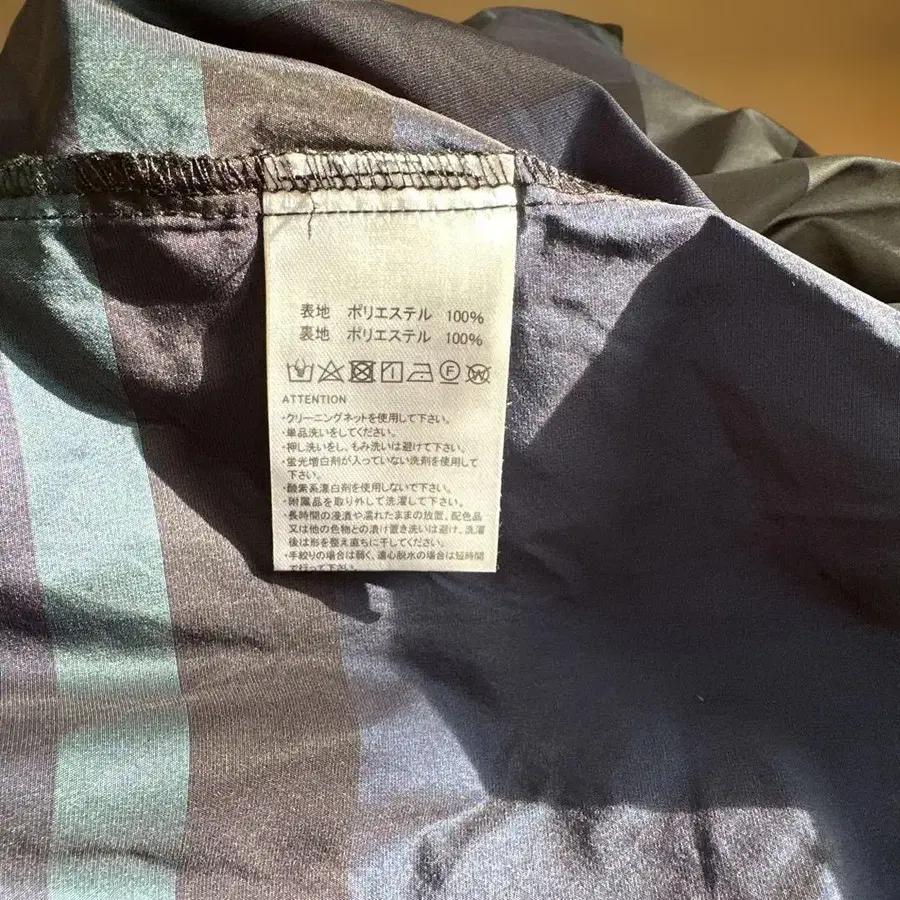 表地 ポリエステル 100%
裏地 ポリエステル 100%
F W
ATTENTION
・クリーニングネットを使用して下さい。
・単品洗いをしてください。
・押し洗いをし、もみ洗いは避けて下さい。
・蛍光増白剤が入っていない洗剤を使用して
下さい。
・酸素系漂白剤を使用しないで下さい。
・附属品を取り外して洗濯して下さい。
・長時間の浸漬や濡れたままの放置、配色品
又は他の色物との漬け置き洗いは避け、洗濯
後は形を整え直ちに干してください。
・手絞りの場合は弱く、遠心脱水の場合は短時間
で行って下さい。